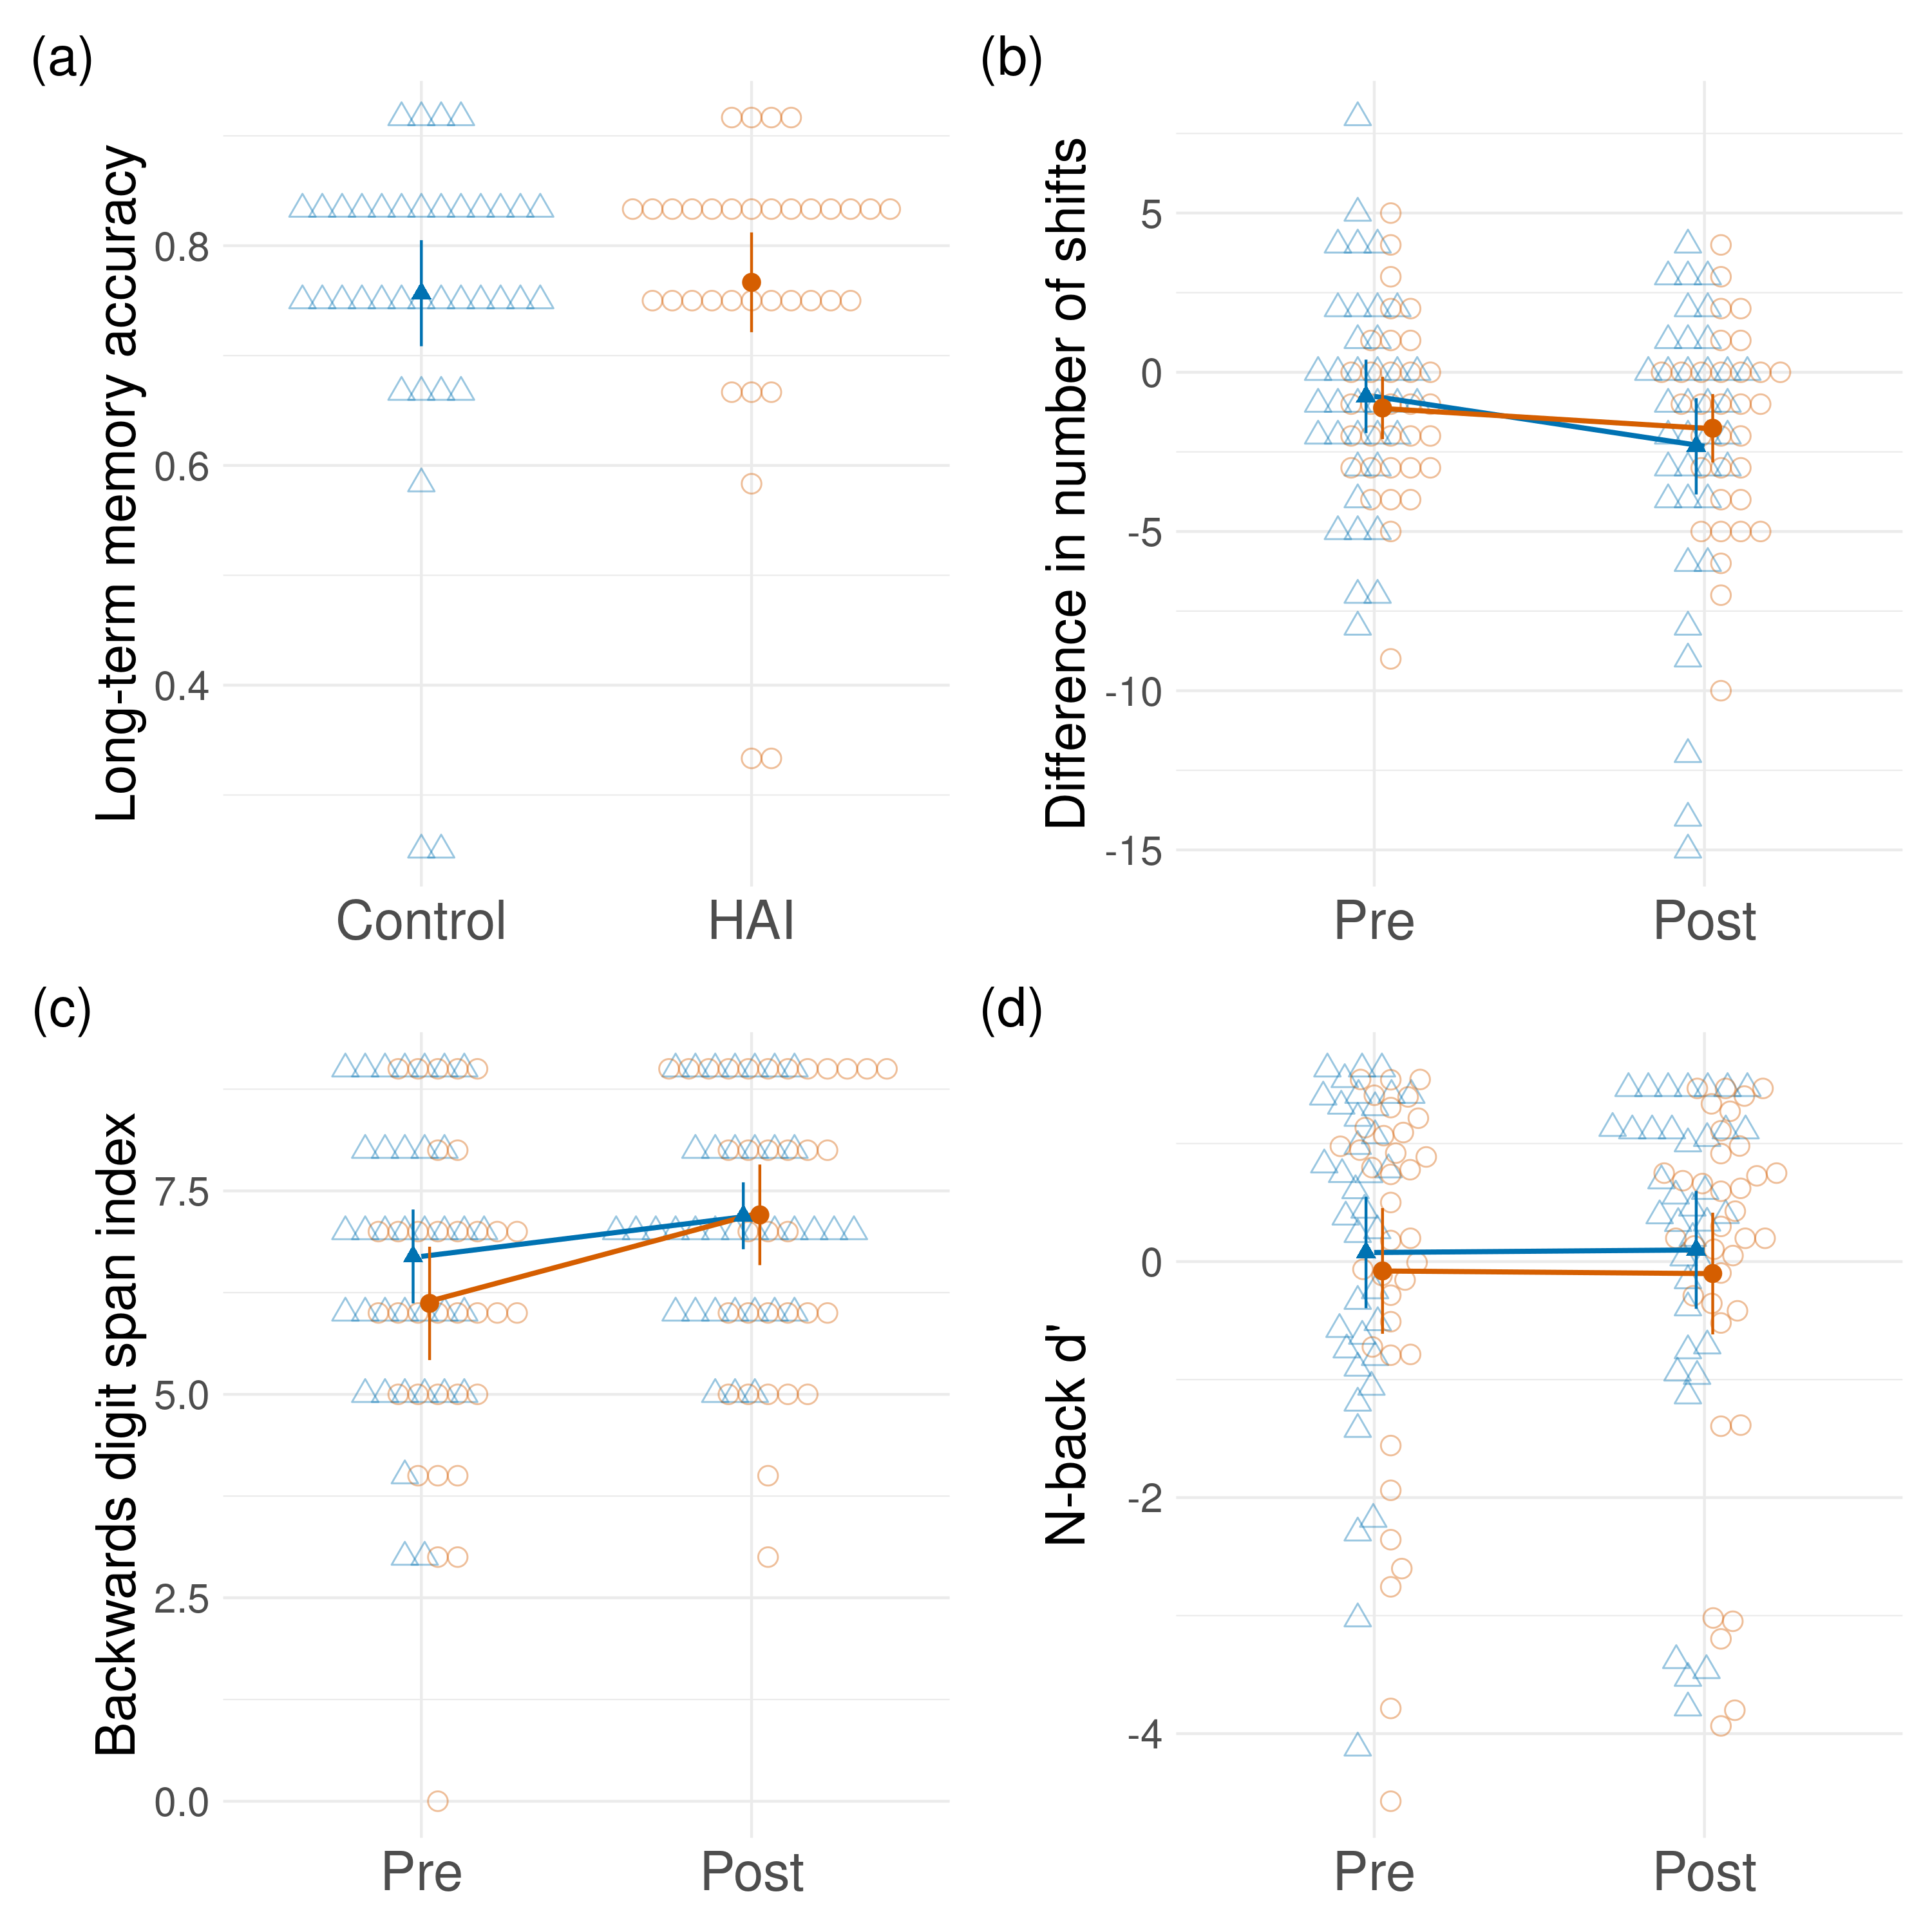 (a)
Long-term memory accuracy
0.8
0.6
0.4
Control HAI
(b)
Difference in number of shifts
5
0
-5
-10
-15
Pre Post
(c)
Backwards digit span index
7.5
5.0
2.5
0.0
Pre Post
(d)
N-back d'
0
-2
-4
Pre Post